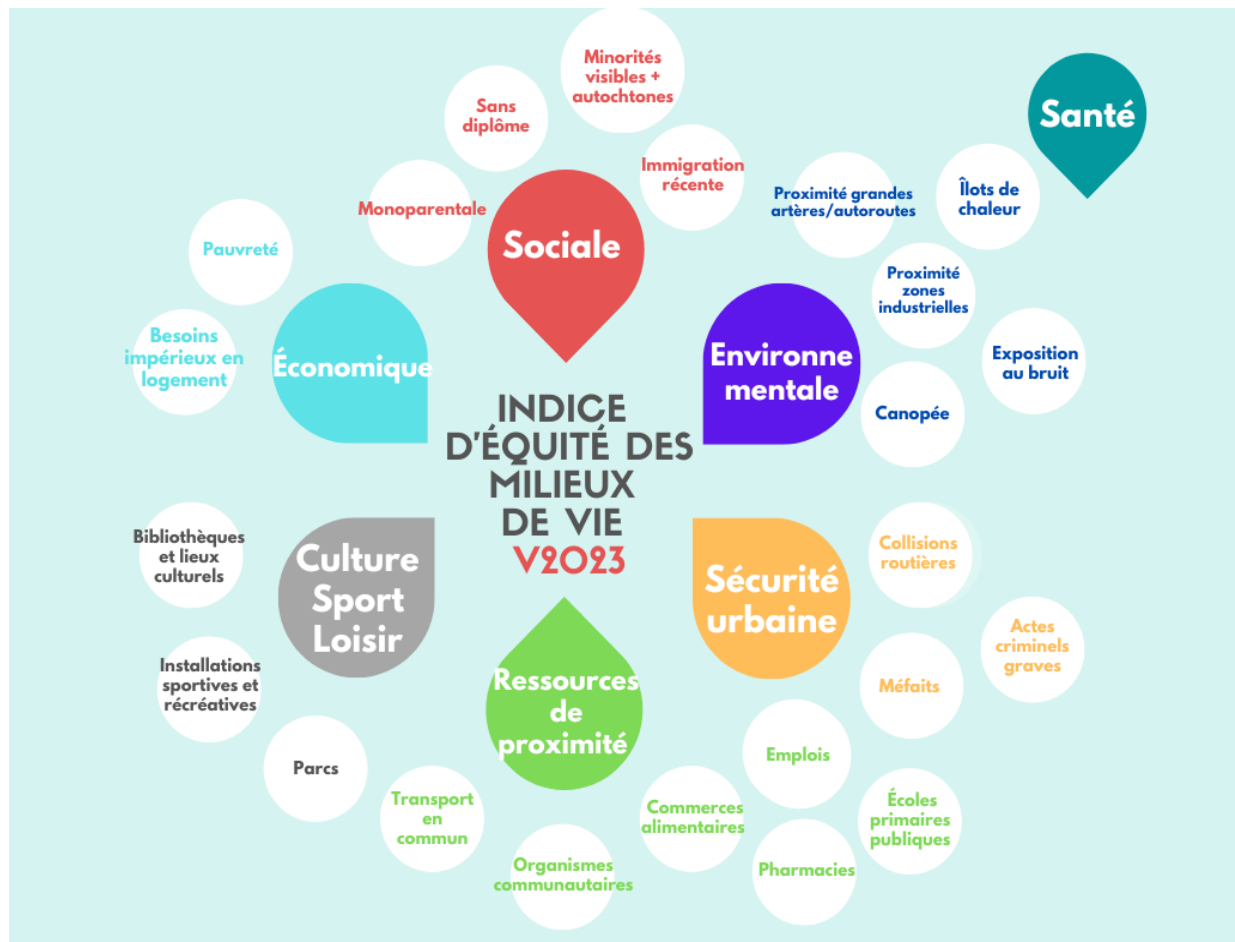 Minorités
visibles +
autochtones
Sans
diplôme
Immigration
récente
Monoparentale
Sociale
Santé
Proximité grandes
artères/autoroutes
Îlots de
chaleur
Proximité
zones
industrielles
Exposition
au bruit
Canopée
Environne
mentale
Pauvreté
Besoins
impérieux en
logement
Économique
INDICE
D'ÉQUITÉ DES
MILIEUX
DE VIE
V2023
Bibliothèques
et lieux
culturels
Installations
sportives et
récréatives
Parcs
Culture
Sport
Loisir
Sécurité
urbaine
Collisions
routières
Actes
criminels
graves
Méfaits
Ressources
de
proximité
Transport
en
commun
Organismes
communautaires
Commerces
alimentaires
Emplois
Pharmacies
Écoles
primaires
publiques